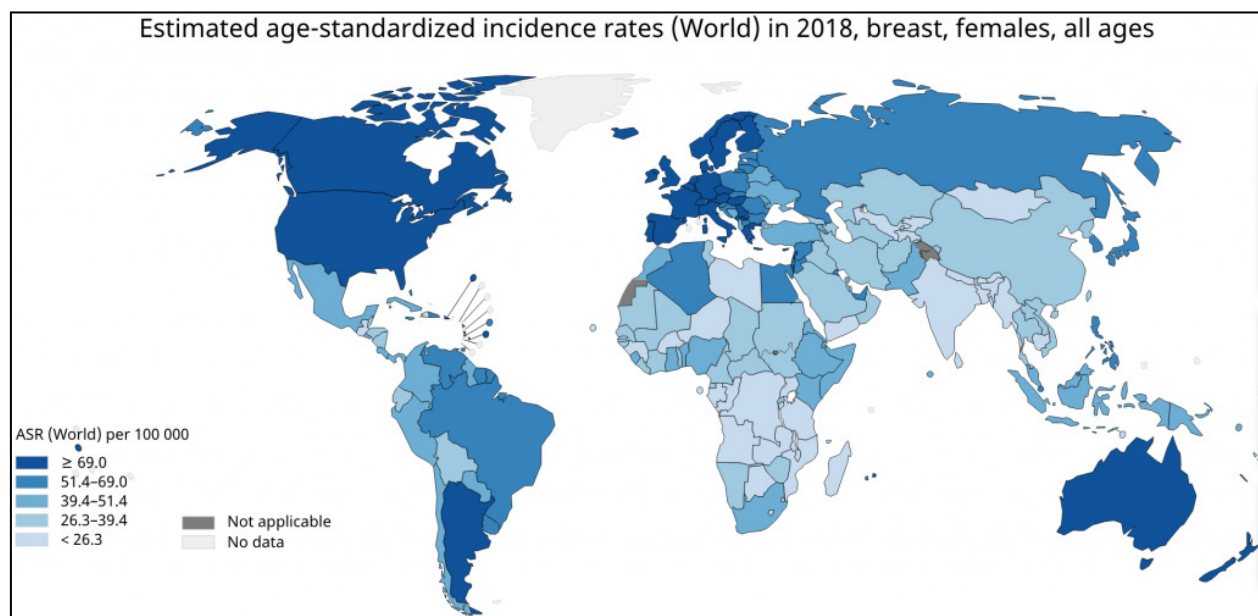 Estimated age-standardized incidence rates (World) in 2018, breast, females, all ages
ASR (World) per 100 000
≥ 69.0
51.4–69.0
39.4–51.4
26.3–39.4
< 26.3
Not applicable
No data